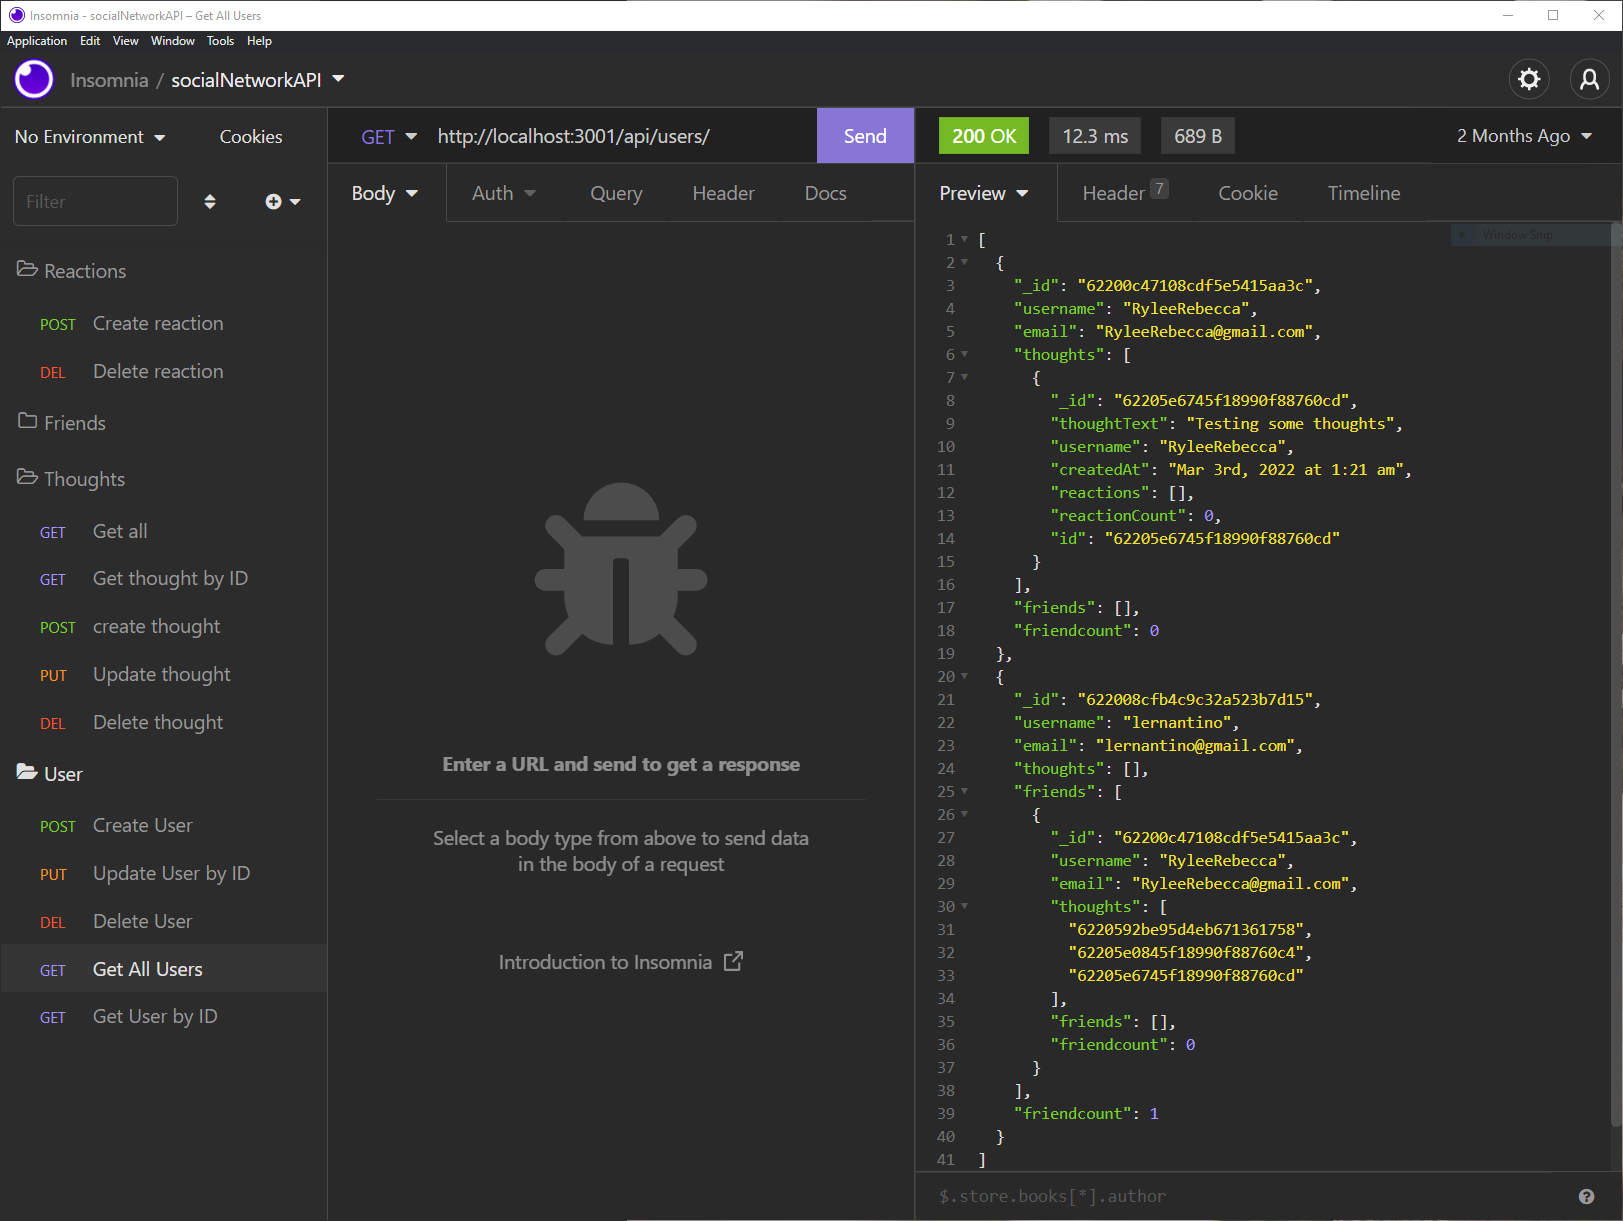 Insomnia - socialNetworkAPI – Get All Users
Application Edit View Window Tools Help
Insomnia / socialNetworkAPI
No Environment Cookies
GET http://localhost:3001/api/users/ Send
200 OK 12.3 ms 689 B 2 Months Ago
Filter
Body Auth Query Header Docs
Preview Header 7 Cookie Timeline
Window Snip
Reactions
POST Create reaction
DEL Delete reaction
Friends
Thoughts
GET Get all
GET Get thought by ID
POST create thought
PUT Update thought
DEL Delete thought
User
POST Create User
PUT Update User by ID
DEL Delete User
GET Get All Users
GET Get User by ID
Enter a URL and send to get a response
Select a body type from above to send data
in the body of a request
Introduction to Insomnia
1 [
2 {
3 "_id": "62200c47108cdf5e5415aa3c",
4 "username": "RyleeRebecca",
5 "email": "RyleeRebecca@gmail.com",
6 "thoughts": [
7 {
8 "_id": "62205e6745f18990f88760cd",
9 "thoughtText": "Testing some thoughts",
10 "username": "RyleeRebecca",
11 "createdAt": "Mar 3rd, 2022 at 1:21 am",
12 "reactions": [],
13 "reactionCount": 0,
14 "id": "62205e6745f18990f88760cd"
15 }
16 ],
17 "friends": [],
18 "friendcount": 0
19 },
20 {
21 "_id": "622008cfb4c9c32a523b7d15",
22 "username": "lernantino",
23 "email": "lernantino@gmail.com",
24 "thoughts": [],
25 "friends": [
26 {
27 "_id": "62200c47108cdf5e5415aa3c",
28 "username": "RyleeRebecca",
29 "email": "RyleeRebecca@gmail.com",
30 "thoughts": [
31 "6220592be95d4eb671361758",
32 "62205e0845f18990f88760c4",
33 "62205e6745f18990f88760cd"
34 ],
35 "friends": [],
36 "friendcount": 0
37 }
38 ],
39 "friendcount": 1
40 }
41 ]
$.store.books[*].author